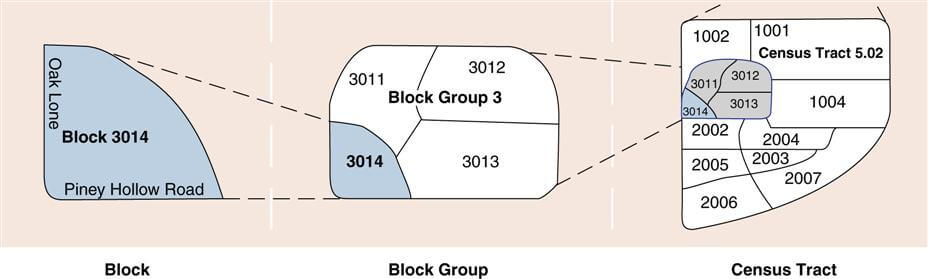 Oak Lone
Block 3014
Piney Hollow Road
3011
3012
Block Group 3
3014
3013
1002
1001
Census Tract 5.02
3011
3012
3014
3013
1004
2002
2004
2005
2003
2007
2006
Block
Block Group
Census Tract